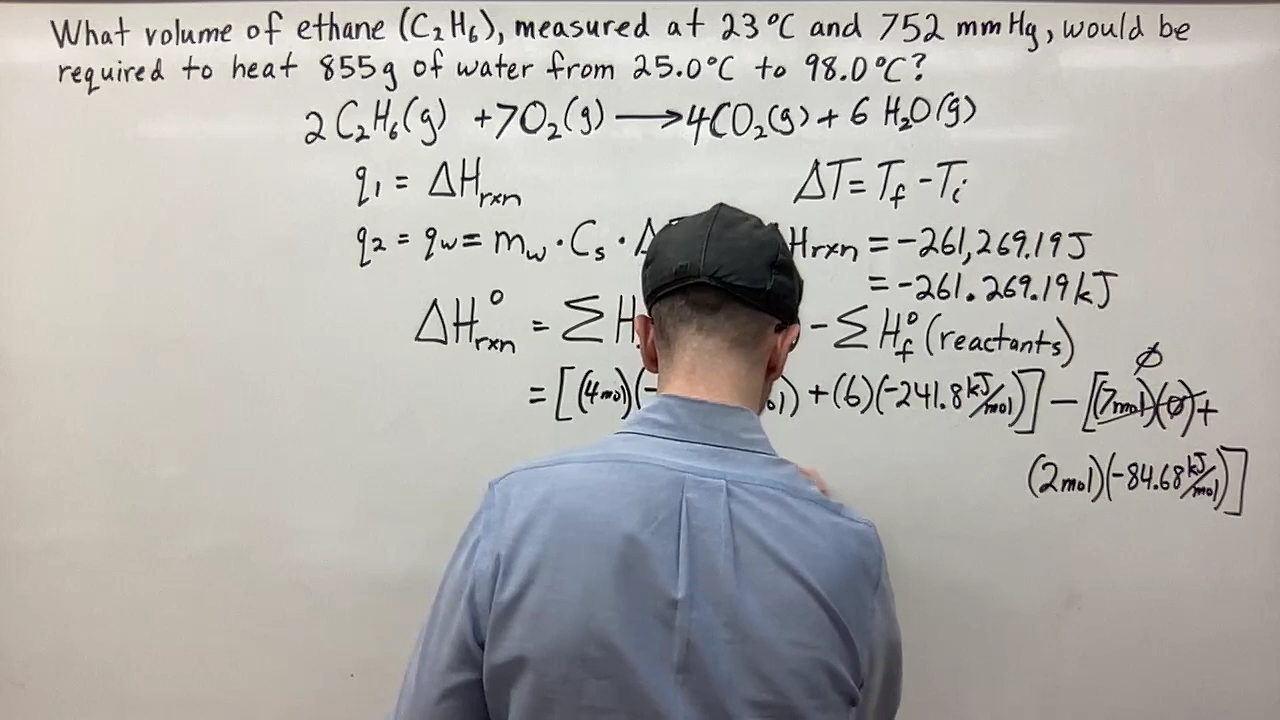 What volume of ethane (C₂H₆), measured at 23°C and 752 mmHg, would be
required to heat 855g of water from 25.0°C to 98.0°C?
2C₂H₆(g) +7O₂(g) ⟶ 4CO₂(g) + 6 H₂O(g)
q₁ = ΔHrxn ΔT = Tf - Ti
q₂ = qw = mw · Cs · Δ Hrxn = -261,269.19 J
= -261.269.19 kJ
ΔH°rxn = ΣH - ΣH°f (reactants)
= [(4mol)(- ol) + (6)(-241.8 kJ/mol)] - [(7mol)(0) +
∅
(2mol)(-84.68 kJ/mol)]